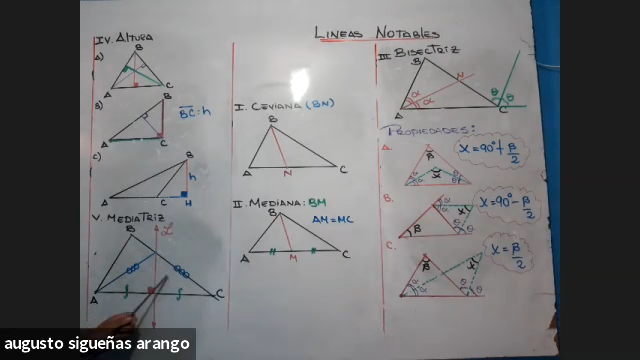 LINEAS NOTABLES
IV. ALTURA
A)
B
A
C
B)
B
A
C
BC: h
C)
B
h
A
C
H
V. MEDIATRIZ
B
L
A
C
I. CEVIANA (BN)
B
A
N
C
II. MEDIANA: BM
B
AM = MC
A
M
C
III BISECTRIZ
B
N
α
α
θ
θ
A
C
PROPIEDADES:
A.
β
x
α
α
θ
θ
X = 90° + β/2
B.
α
α
x
β
θ
θ
X = 90° - β/2
C.
β
x
α
α
θ
θ
X = β/2
augusto sigueñas arango